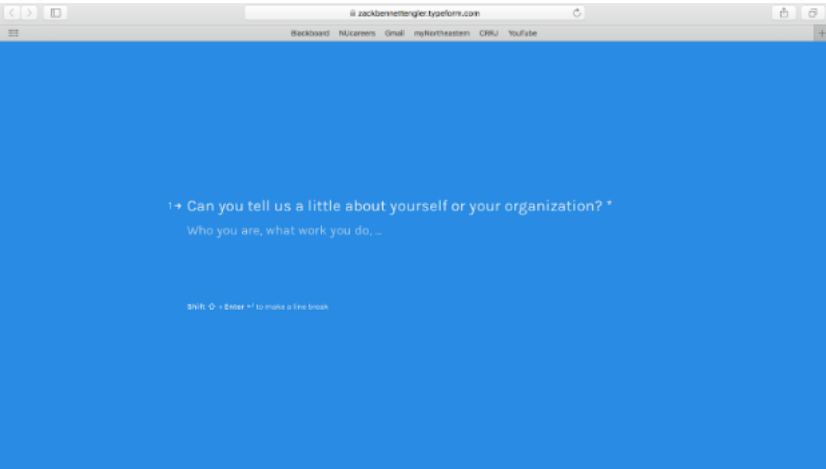 zackbennettengler.typeform.com
Blackboard NUcareers Gmail myNortheastern CRRJ YouTube
1→ Can you tell us a little about yourself or your organization? *
Who you are, what work you do, ...
Shift ⇧ + Enter ↵ to make a line break